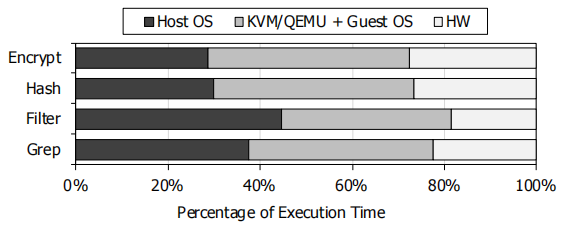 Host OS KVM/QEMU + Guest OS HW
Encrypt
Hash
Filter
Grep
0% 20% 40% 60% 80% 100%
Percentage of Execution Time